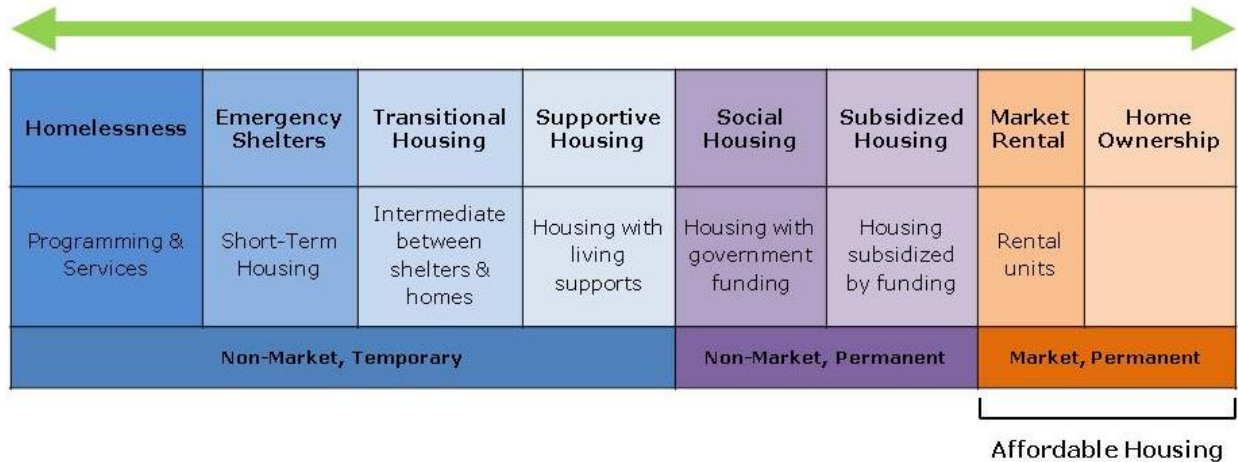 Homelessness
Emergency
Shelters
Transitional
Housing
Supportive
Housing
Social
Housing
Subsidized
Housing
Market
Rental
Home
Ownership
Programming &
Services
Short-Term
Housing
Intermediate
between
shelters &
homes
Housing with
living
supports
Housing with
government
funding
Housing
subsidized
by funding
Rental
units
Non-Market, Temporary
Non-Market, Permanent
Market, Permanent
Affordable Housing